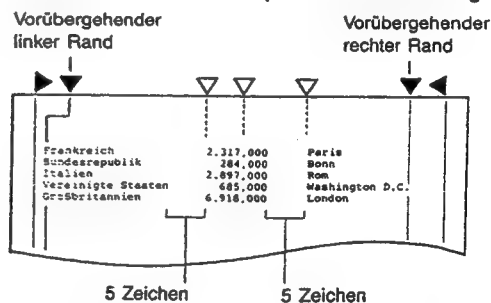 Vorübergehender
linker Rand
Vorübergehender
rechter Rand
Frankreich 2.317,000 Paris
Bundesrepublik 284,000 Bonn
Italien 2.897,000 Rom
Vereinigte Staaten 685,000 Washington D.C.
Großbritannien 6.918,000 London
5 Zeichen
5 Zeichen